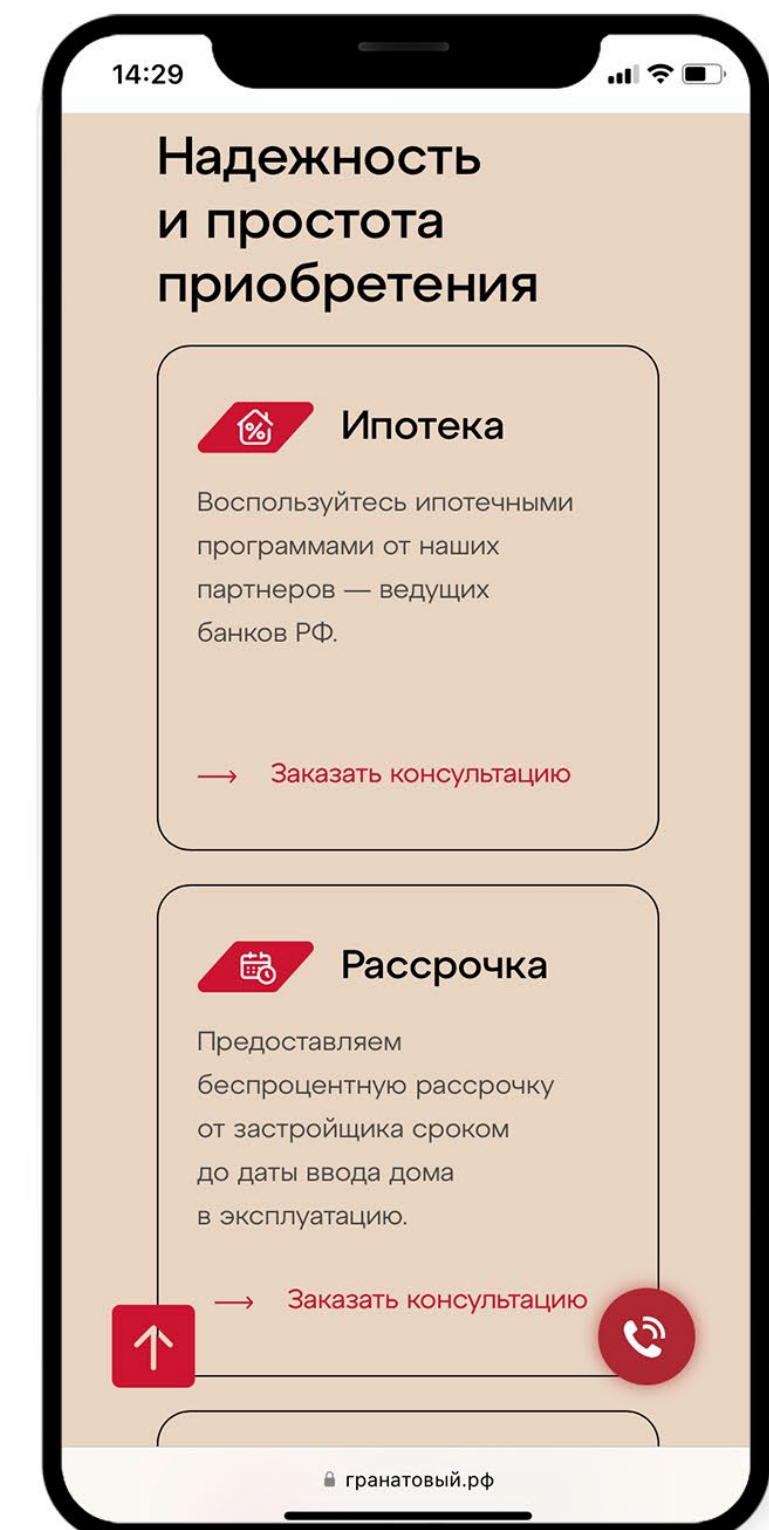 14:29
Надежность
и простота
приобретения
Ипотека
Воспользуйтесь ипотечными
программами от наших
партнеров — ведущих
банков РФ.
Заказать консультацию
Рассрочка
Предоставляем
беспроцентную рассрочку
от застройщика сроком
до даты ввода дома
в эксплуатацию.
Заказать консультацию
гранатовый.рф